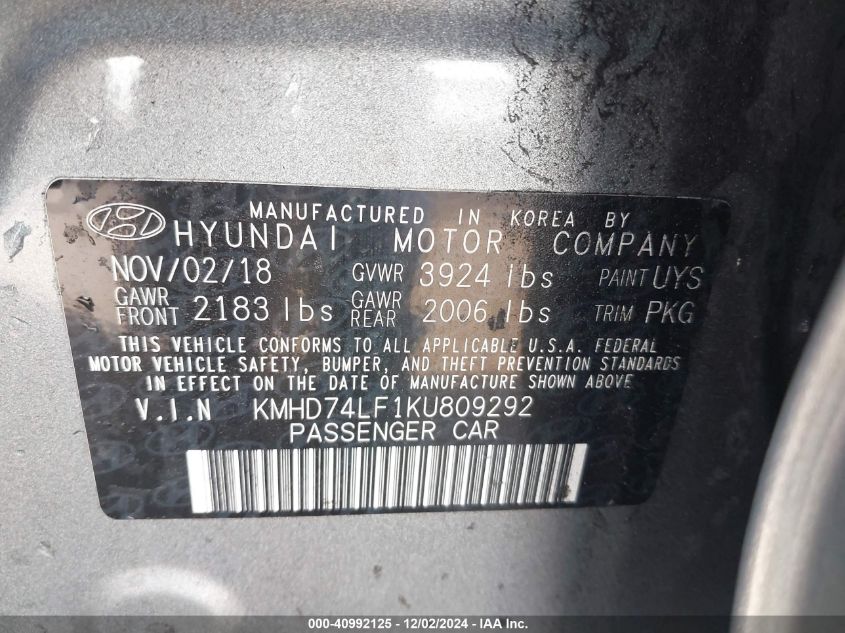 MANUFACTURED IN KOREA BY
HYUNDAI MOTOR COMPANY
NOV/02/18 GVWR 3924 lbs PAINT UYS
GAWR FRONT 2183 lbs GAWR REAR 2006 lbs TRIM PKG
THIS VEHICLE CONFORMS TO ALL APPLICABLE U.S.A. FEDERAL
MOTOR VEHICLE SAFETY, BUMPER, AND THEFT PREVENTION STANDARDS
IN EFFECT ON THE DATE OF MANUFACTURE SHOWN ABOVE.
V.I.N KMHD74LF1KU809292
PASSENGER CAR
000-40992125 - 12/02/2024 - IAA Inc.